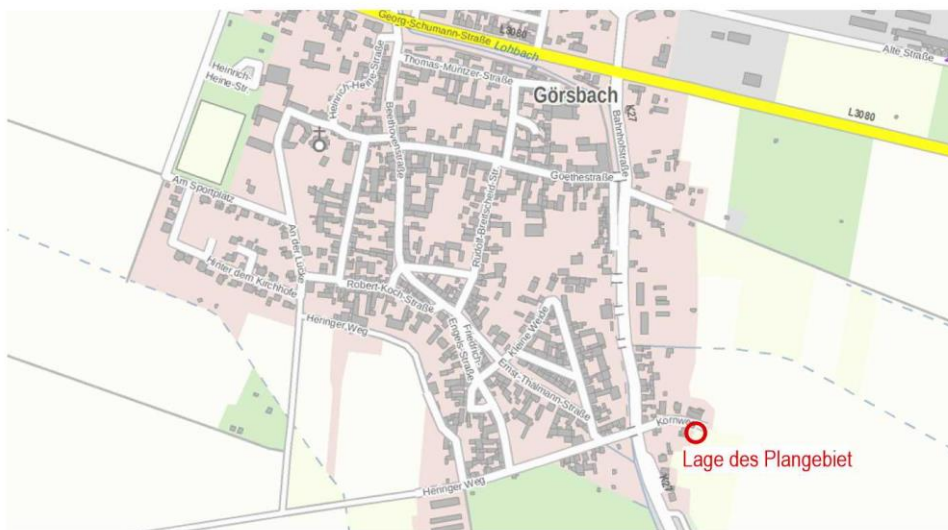 Georg-Schumann-Straße
L3080
Lohbach
Alte Straße
Heinrich-
Heine-Str.
Heinrich-Heine-Straße
Thomas-Müntzer-Straße
Görsbach
K27
Bahnhofstraße
L3080
Beethovenstraße
Goethestraße
Am Sportplatz
Rudolf-Breitscheid-Str.
An der Lücke
Hinter dem Kirchhofe
Robert-Koch-Straße
Heringer Weg
Friedrich-
Engels-Straße
Kleine Weide
Ernst-Thälmann-Straße
Kornweg
Lage des Plangebiet
Heringer Weg
K27